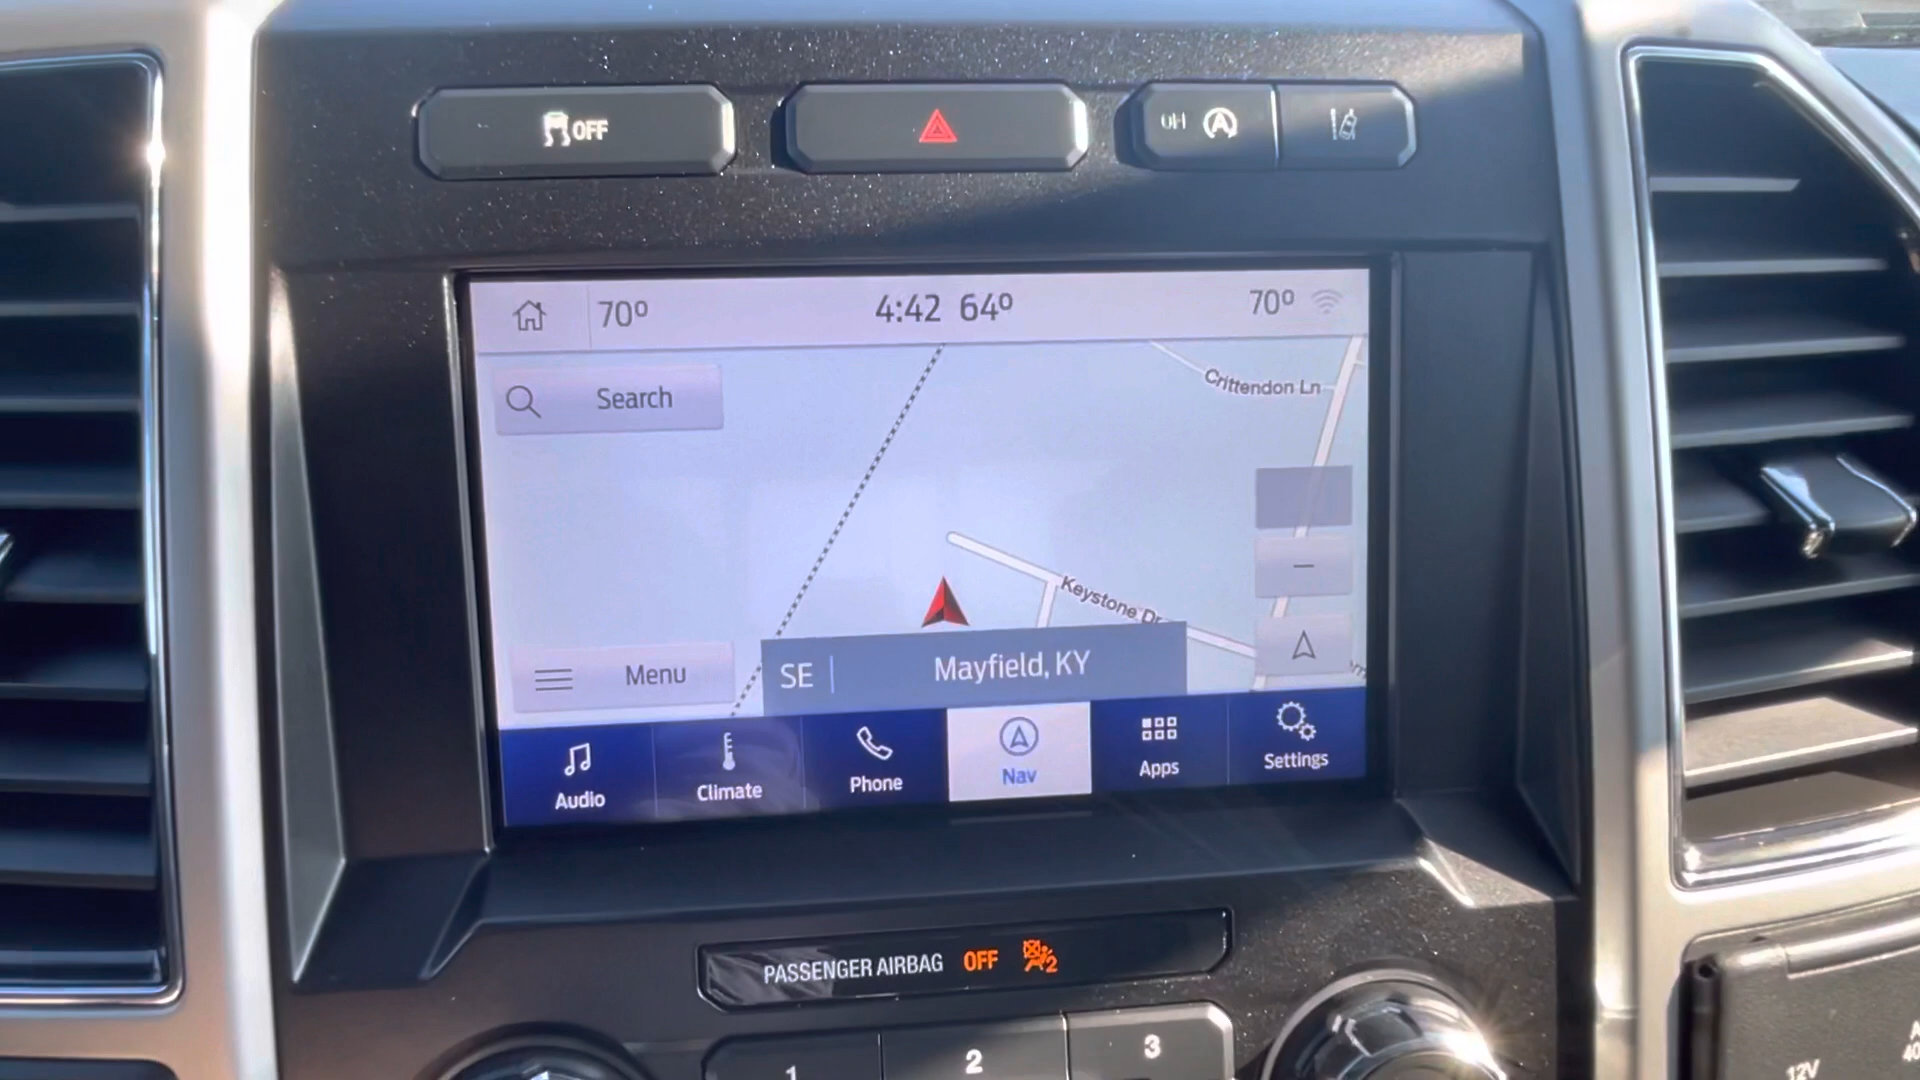 OFF
70° 4:42 64° 70°
Search
Crittendon Ln
Keystone Dr
Menu
SE Mayfield, KY
Audio Climate Phone Nav Apps Settings
PASSENGER AIRBAG OFF 2
1 2 3
12V